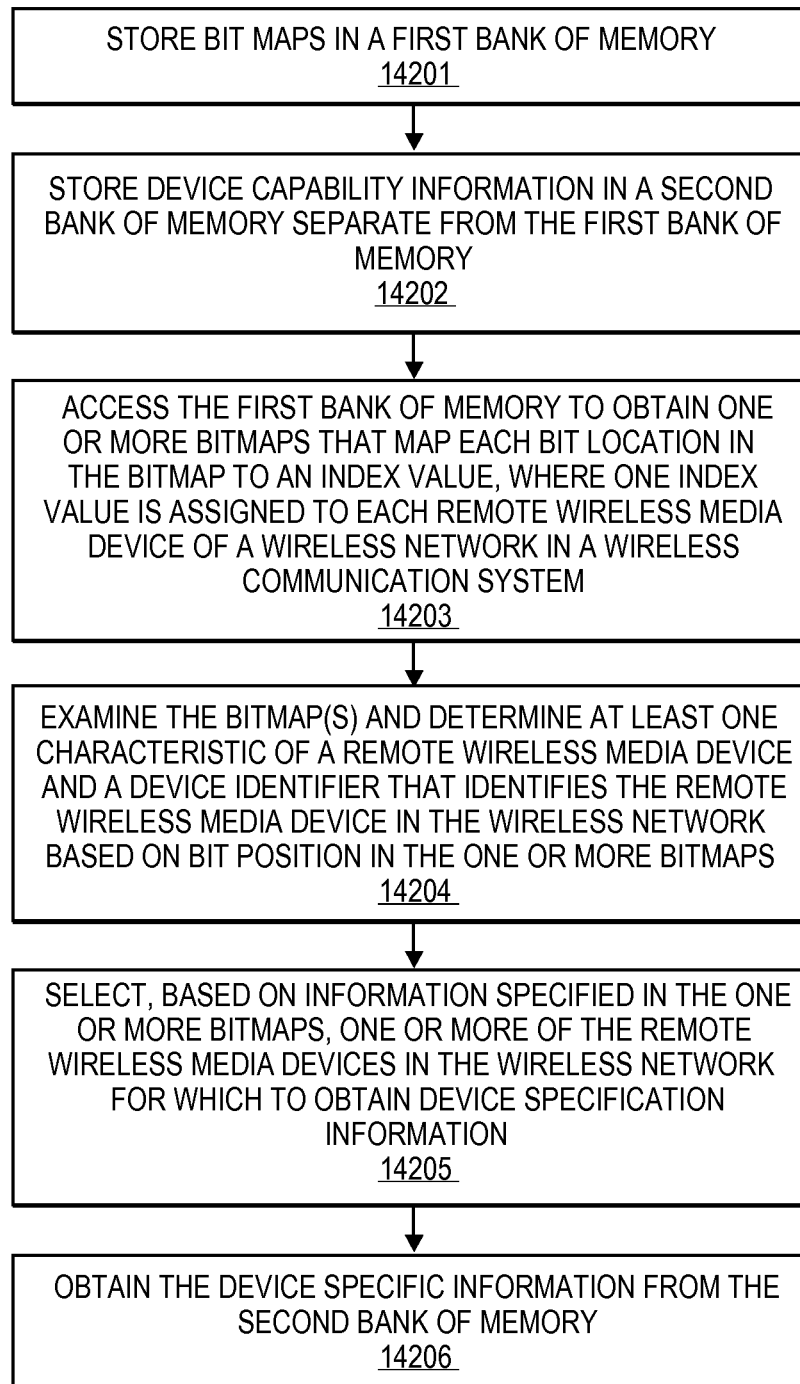 STORE BIT MAPS IN A FIRST BANK OF MEMORY
14201
STORE DEVICE CAPABILITY INFORMATION IN A SECOND
BANK OF MEMORY SEPARATE FROM THE FIRST BANK OF
MEMORY
14202
ACCESS THE FIRST BANK OF MEMORY TO OBTAIN ONE
OR MORE BITMAPS THAT MAP EACH BIT LOCATION IN
THE BITMAP TO AN INDEX VALUE, WHERE ONE INDEX
VALUE IS ASSIGNED TO EACH REMOTE WIRELESS MEDIA
DEVICE OF A WIRELESS NETWORK IN A WIRELESS
COMMUNICATION SYSTEM
14203
EXAMINE THE BITMAP(S) AND DETERMINE AT LEAST ONE
CHARACTERISTIC OF A REMOTE WIRELESS MEDIA DEVICE
AND A DEVICE IDENTIFIER THAT IDENTIFIES THE REMOTE
WIRELESS MEDIA DEVICE IN THE WIRELESS NETWORK
BASED ON BIT POSITION IN THE ONE OR MORE BITMAPS
14204
SELECT, BASED ON INFORMATION SPECIFIED IN THE ONE
OR MORE BITMAPS, ONE OR MORE OF THE REMOTE
WIRELESS MEDIA DEVICES IN THE WIRELESS NETWORK
FOR WHICH TO OBTAIN DEVICE SPECIFICATION
INFORMATION
14205
OBTAIN THE DEVICE SPECIFIC INFORMATION FROM THE
SECOND BANK OF MEMORY
14206